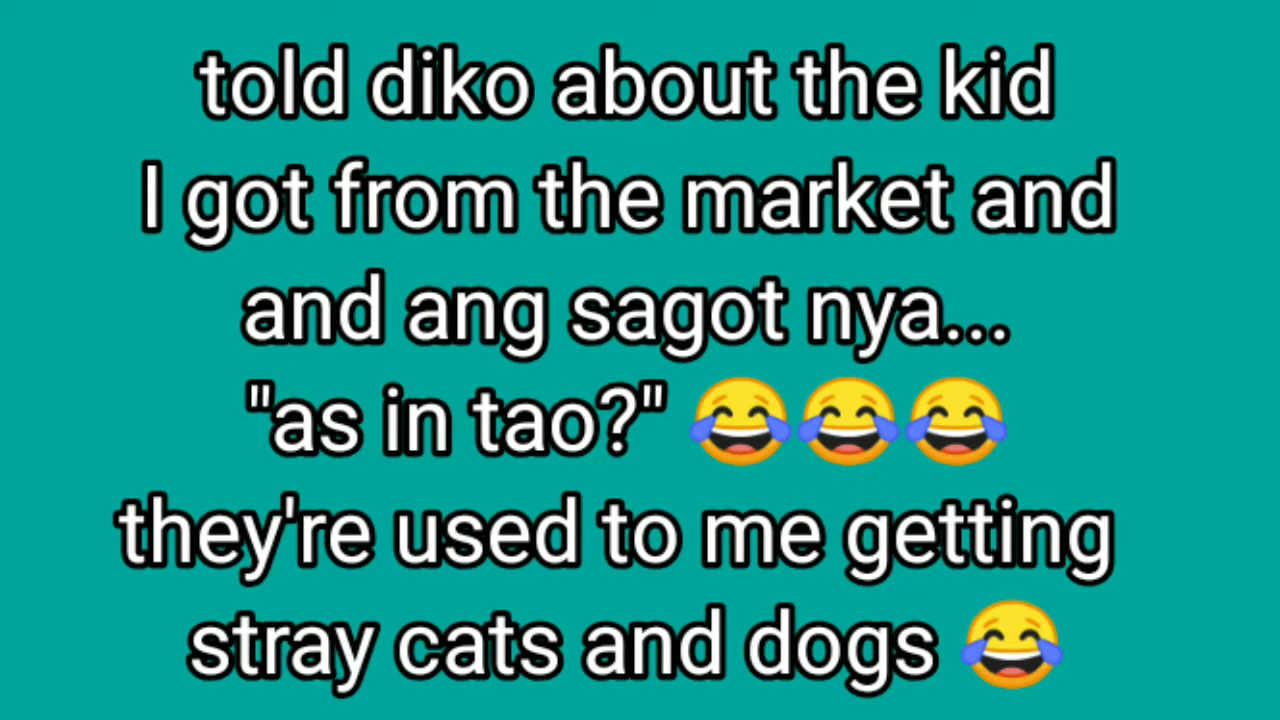 told diko about the kid
I got from the market and
and ang sagot nya...
"as in tao?" 😂😂😂
they're used to me getting
stray cats and dogs 😂